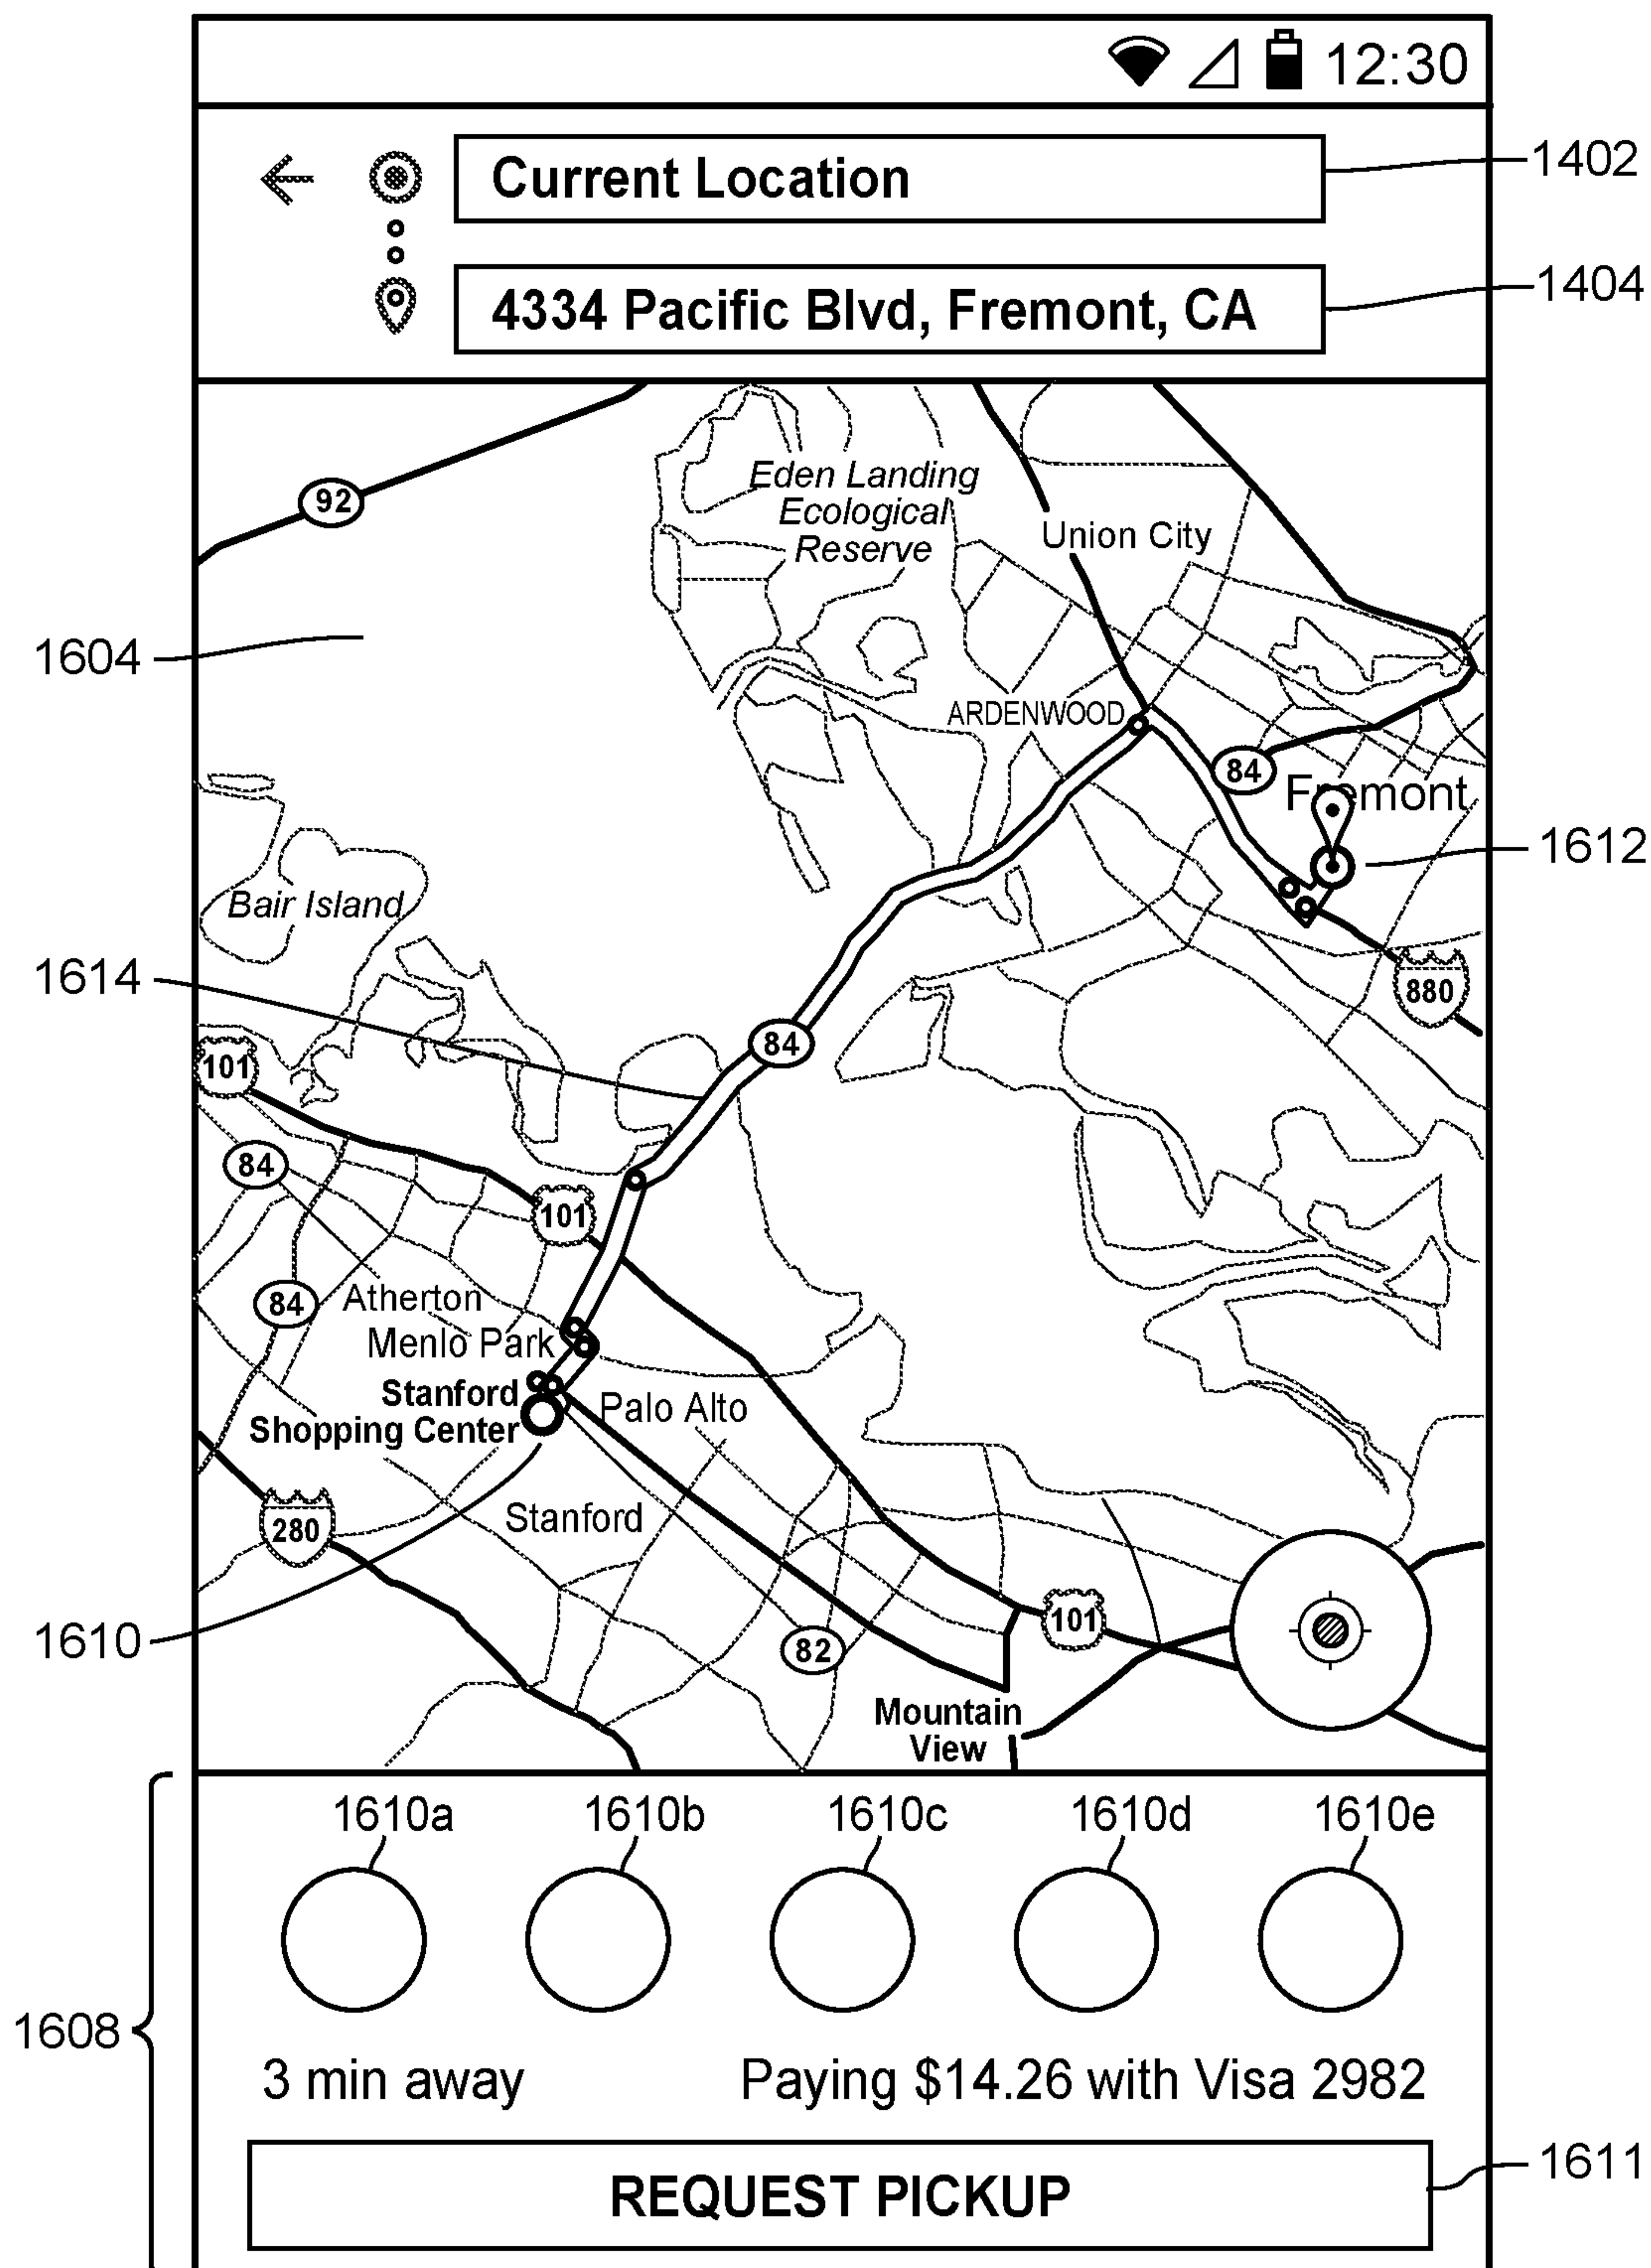 12:30
Current Location
1402
4334 Pacific Blvd, Fremont, CA
1404
92
Eden Landing
Ecological
Reserve
Union City
1604
ARDENWOOD
84
Fremont
1612
Bair Island
1614
880
84
101
84
101
84
Atherton
Menlo Park
Stanford
Shopping Center
Palo Alto
280
Stanford
1610
101
82
Mountain
View
1610a 1610b 1610c 1610d 1610e
1608
3 min away Paying $14.26 with Visa 2982
1611
REQUEST PICKUP